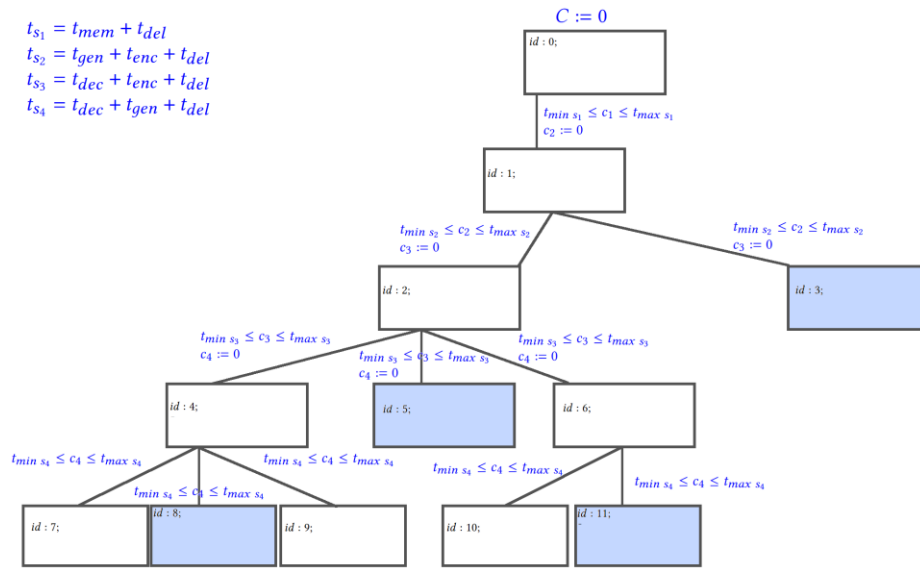 C := 0
t_{s_1} = t_{mem} + t_{del}
t_{s_2} = t_{gen} + t_{enc} + t_{del}
t_{s_3} = t_{dec} + t_{enc} + t_{del}
t_{s_4} = t_{dec} + t_{gen} + t_{del}
id : 0;
t_{min s_1} ≤ c_1 ≤ t_{max s_1}
c_2 := 0
id : 1;
t_{min s_2} ≤ c_2 ≤ t_{max s_2}
c_3 := 0
t_{min s_2} ≤ c_2 ≤ t_{max s_2}
c_3 := 0
id : 2;
id : 3;
t_{min s_3} ≤ c_3 ≤ t_{max s_3}
c_4 := 0
t_{min s_3} ≤ c_3 ≤ t_{max s_3}
c_4 := 0
t_{min s_3} ≤ c_3 ≤ t_{max s_3}
c_4 := 0
id : 4;
id : 5;
id : 6;
t_{min s_4} ≤ c_4 ≤ t_{max s_4}
t_{min s_4} ≤ c_4 ≤ t_{max s_4}
t_{min s_4} ≤ c_4 ≤ t_{max s_4}
t_{min s_4} ≤ c_4 ≤ t_{max s_4}
t_{min s_4} ≤ c_4 ≤ t_{max s_4}
id : 7;
id : 8;
id : 9;
id : 10;
id : 11;